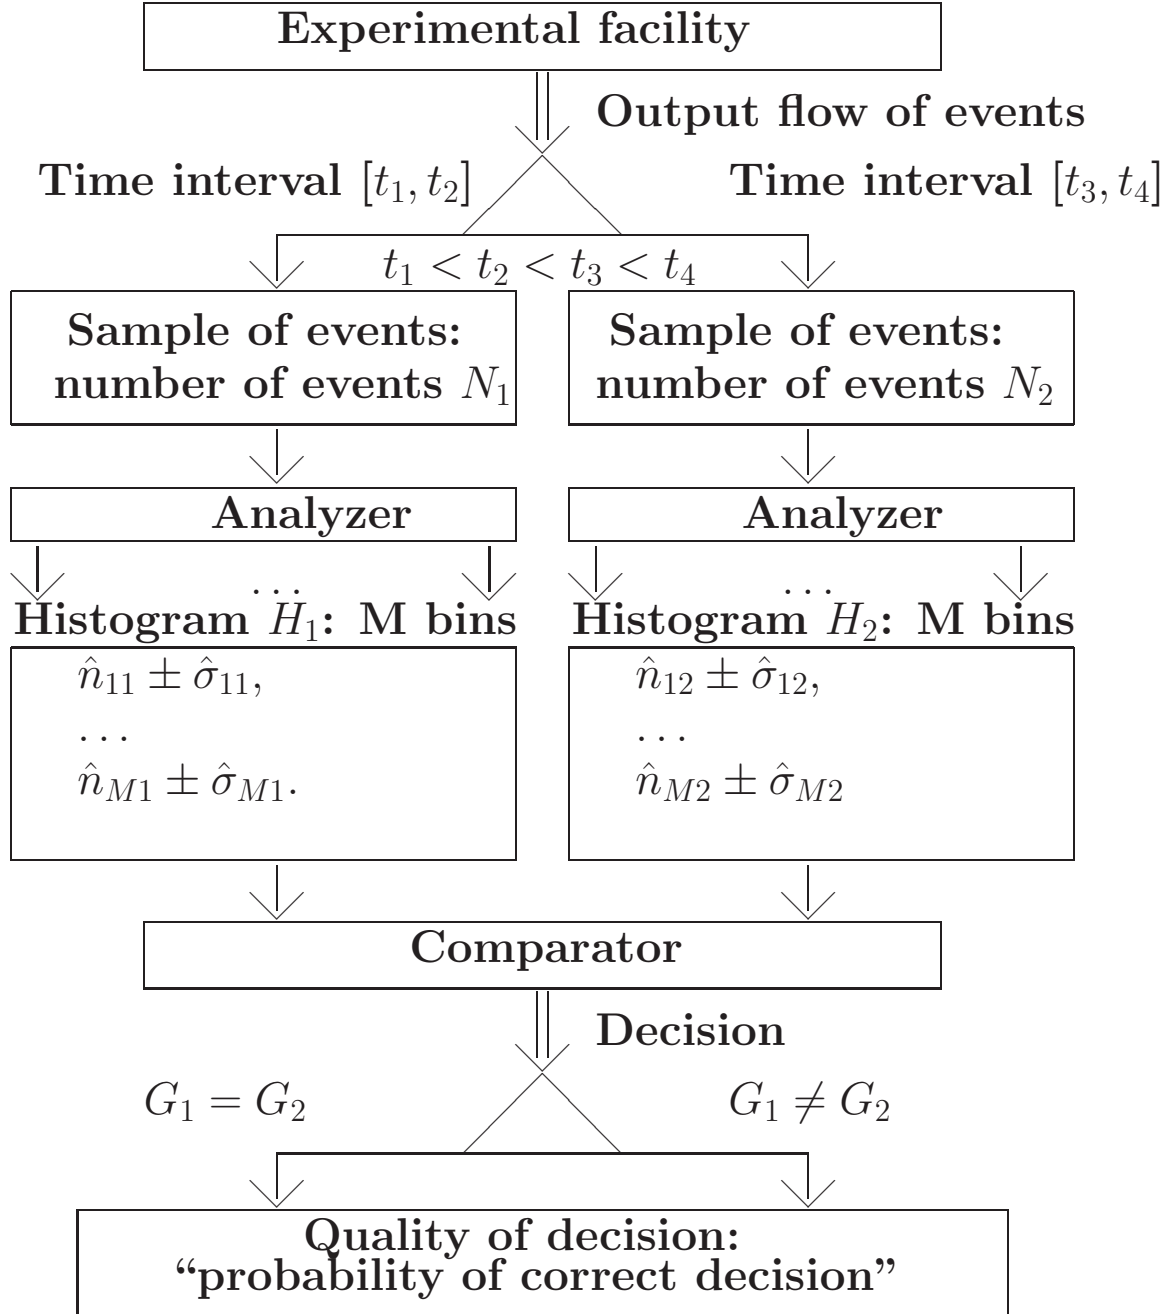 Experimental facility
Output flow of events
Time interval [t₁, t₂]
Time interval [t₃, t₄]
t₁ < t₂ < t₃ < t₄
Sample of events:
number of events N₁
Sample of events:
number of events N₂
Analyzer
Analyzer
...
...
Histogram H₁: M bins
Histogram H₂: M bins
n̂₁₁ ± σ̂₁₁,
...
n̂_{M1} ± σ̂_{M1}.
n̂₁₂ ± σ̂₁₂,
...
n̂_{M2} ± σ̂_{M2}
Comparator
Decision
G₁ = G₂
G₁ ≠ G₂
Quality of decision:
“probability of correct decision”